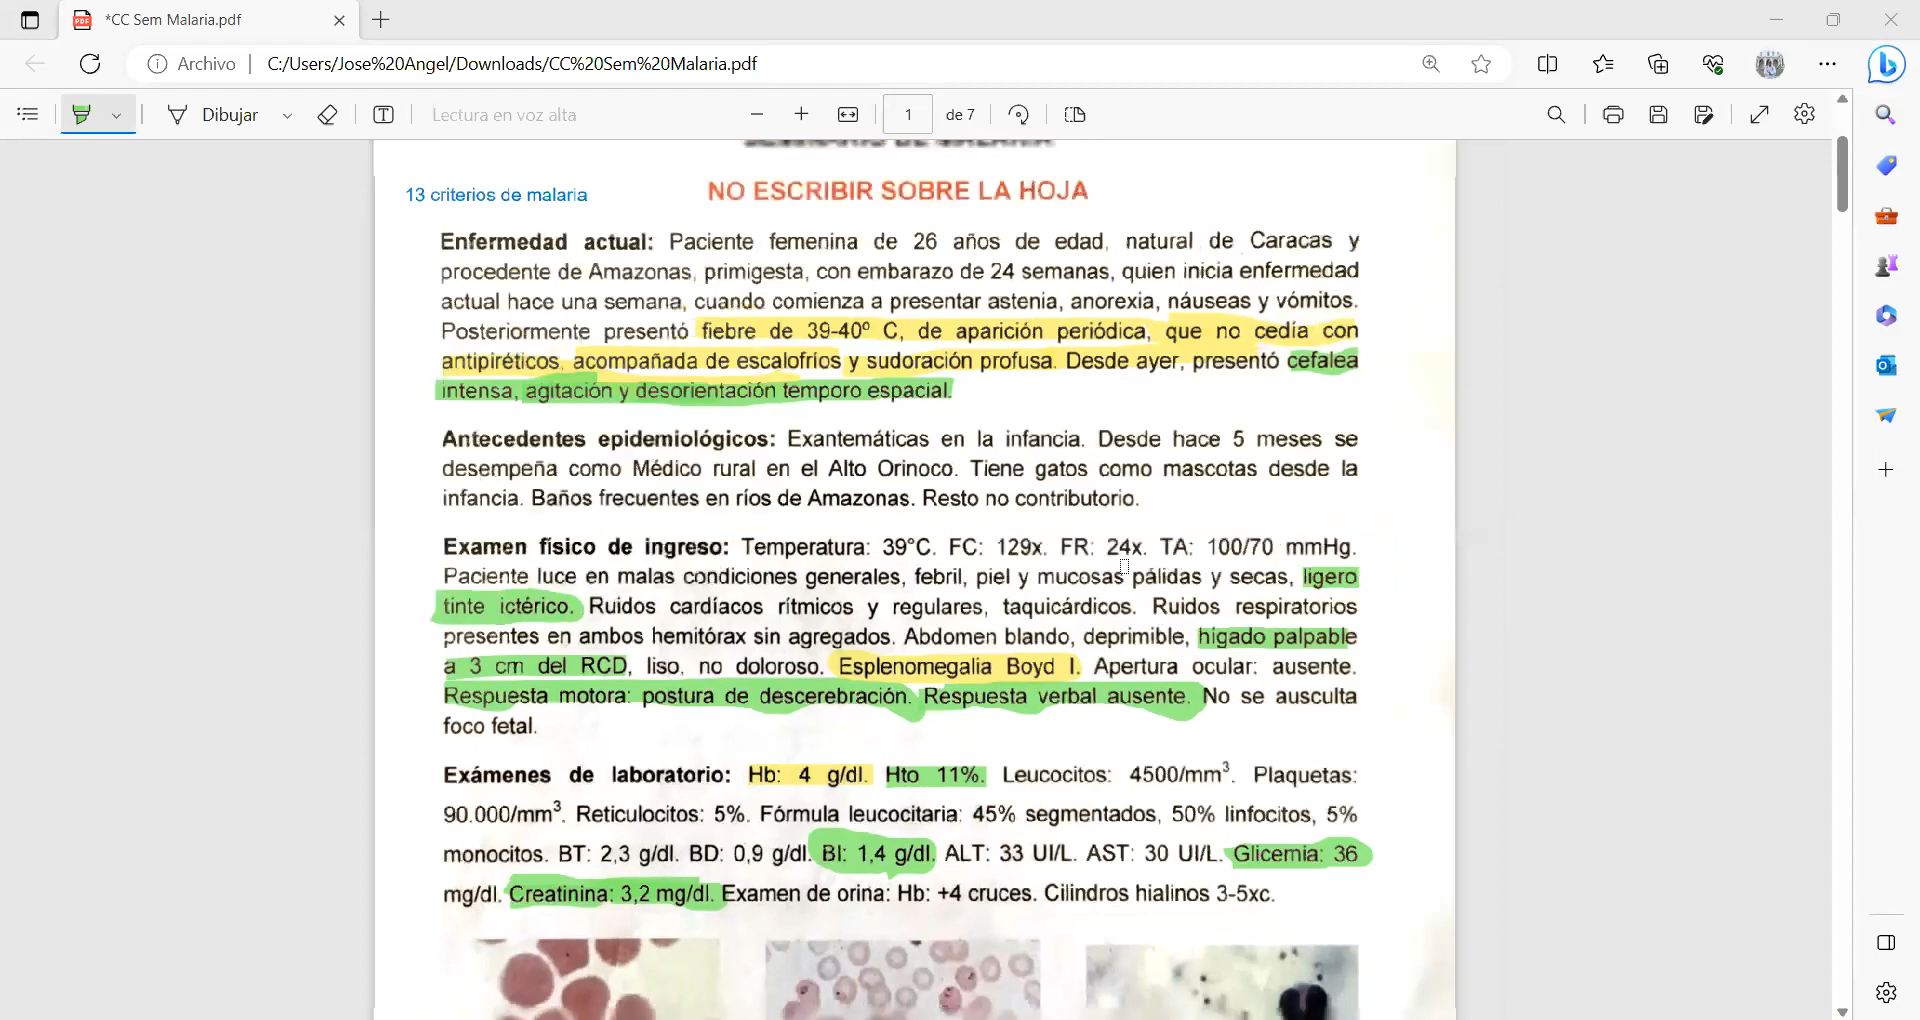 *CC Sem Malaria.pdf
Archivo
C:/Users/Jose%20Angel/Downloads/CC%20Sem%20Malaria.pdf
Dibujar
Lectura en voz alta
1
de 7
13 criterios de malaria
NO ESCRIBIR SOBRE LA HOJA
Enfermedad actual: Paciente femenina de 26 años de edad, natural de Caracas y
procedente de Amazonas, primigesta, con embarazo de 24 semanas, quien inicia enfermedad
actual hace una semana, cuando comienza a presentar astenia, anorexia, náuseas y vómitos.
Posteriormente presentó fiebre de 39-40º C, de aparición periódica, que no cedía con
antipiréticos, acompañada de escalofríos y sudoración profusa. Desde ayer, presentó cefalea
intensa, agitación y desorientación temporo espacial.
Antecedentes epidemiológicos: Exantemáticas en la infancia. Desde hace 5 meses se
desempeña como Médico rural en el Alto Orinoco. Tiene gatos como mascotas desde la
infancia. Baños frecuentes en ríos de Amazonas. Resto no contributorio.
Examen físico de ingreso: Temperatura: 39°C. FC: 129x. FR: 24x. TA: 100/70 mmHg.
Paciente luce en malas condiciones generales, febril, piel y mucosas pálidas y secas, ligero
tinte ictérico. Ruidos cardíacos rítmicos y regulares, taquicárdicos. Ruidos respiratorios
presentes en ambos hemitórax sin agregados. Abdomen blando, deprimible, hígado palpable
a 3 cm del RCD, liso, no doloroso. Esplenomegalia Boyd I. Apertura ocular: ausente.
Respuesta motora: postura de descerebración. Respuesta verbal ausente. No se ausculta
foco fetal.
Exámenes de laboratorio: Hb: 4 g/dl. Hto 11%. Leucocitos: 4500/mm³. Plaquetas:
90.000/mm³. Reticulocitos: 5%. Fórmula leucocitaria: 45% segmentados, 50% linfocitos, 5%
monocitos. BT: 2,3 g/dl. BD: 0,9 g/dl. BI: 1,4 g/dl. ALT: 33 UI/L. AST: 30 UI/L. Glicemia: 36
mg/dl. Creatinina: 3,2 mg/dl. Examen de orina: Hb: +4 cruces. Cilindros hialinos 3-5xc.